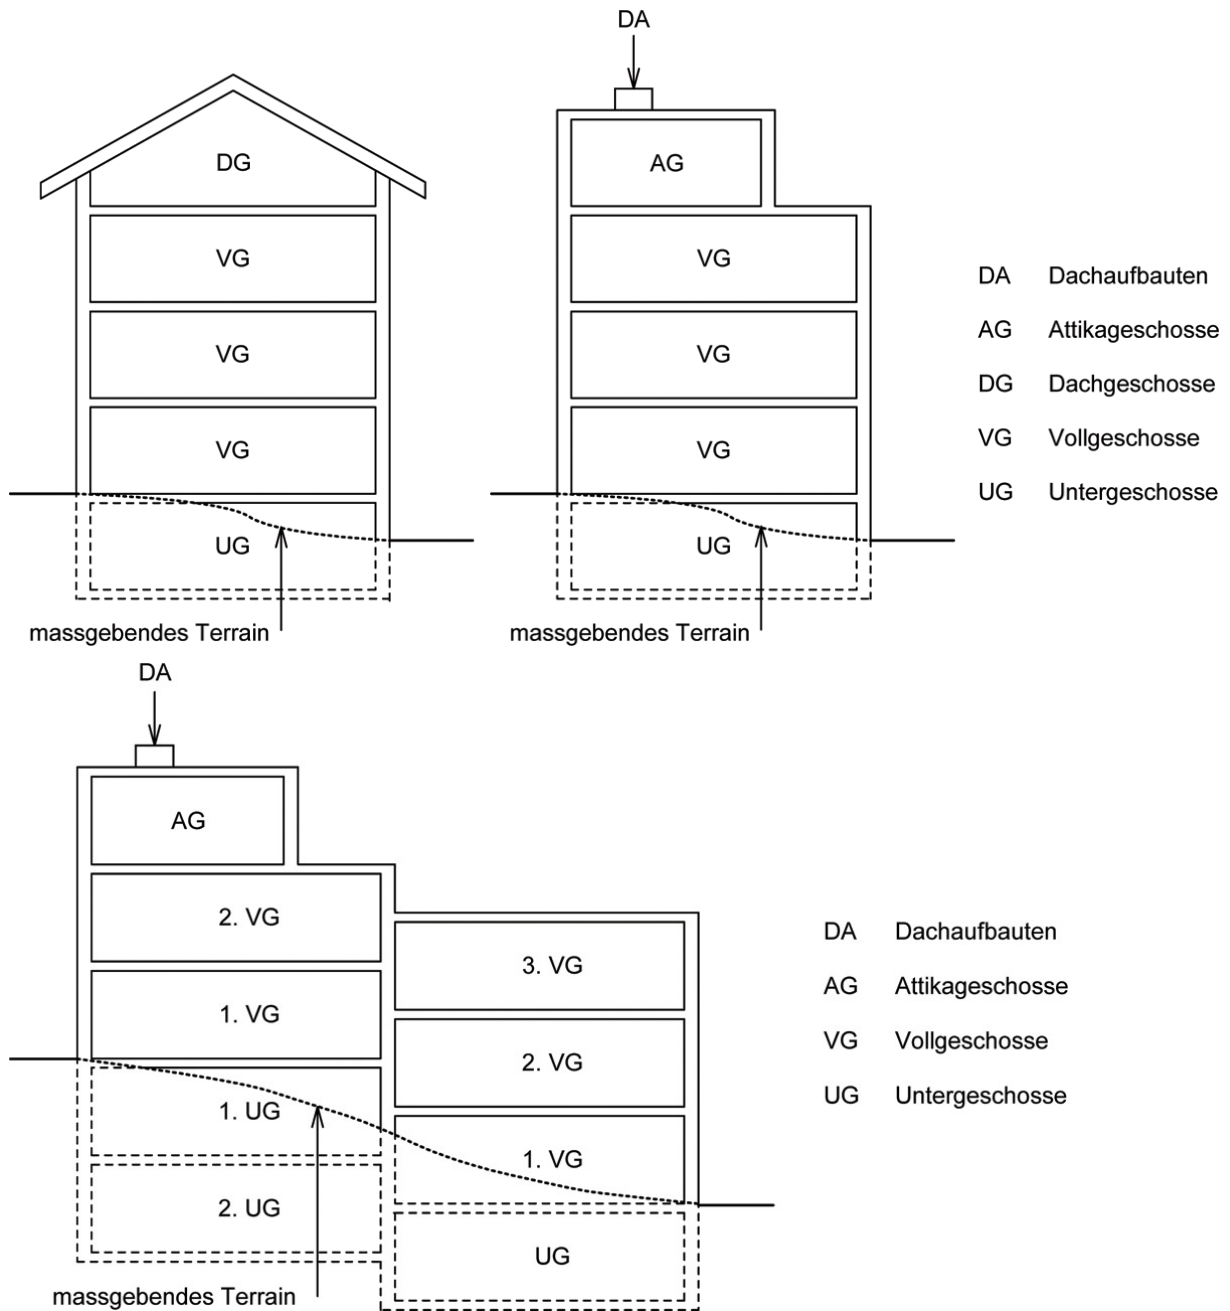 DA
DG
VG
VG
VG
UG
massgebendes Terrain
AG
VG
VG
VG
UG
massgebendes Terrain
DA Dachaufbauten
AG Attikageschosse
DG Dachgeschosse
VG Vollgeschosse
UG Untergeschosse
DA
AG
2. VG
1. VG
1. UG
2. UG
massgebendes Terrain
3. VG
2. VG
1. VG
UG
DA Dachaufbauten
AG Attikageschosse
VG Vollgeschosse
UG Untergeschosse